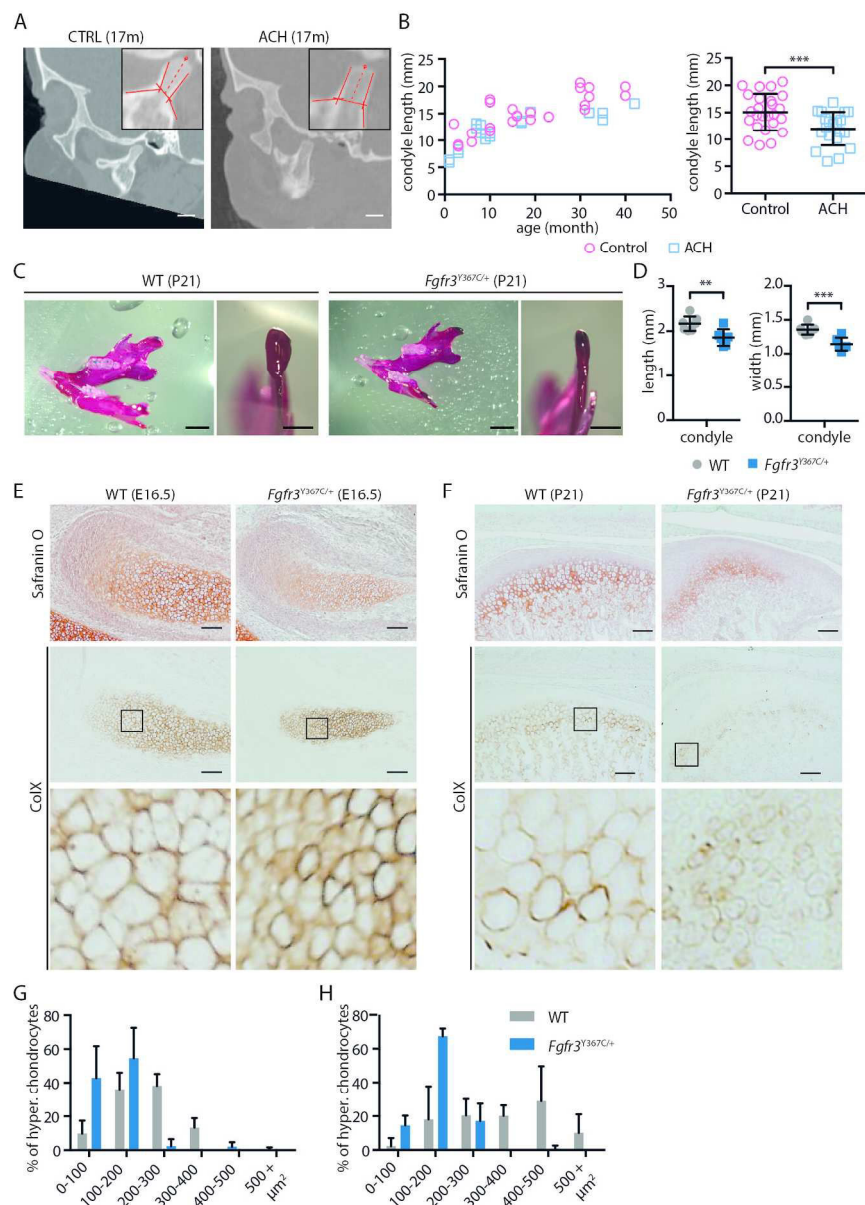 A
CTRL (17m)
ACH (17m)
B
condyle length (mm)
25
20
15
10
5
0
0
10
20
30
40
50
age (month)
***
condyle length (mm)
25
20
15
10
5
0
Control
ACH
Control
ACH
C
WT (P21)
Fgfr3Y367C/+ (P21)
D
**
length (mm)
3
2
1
0
condyle
***
width (mm)
2.0
1.5
1.0
0.5
0.0
condyle
WT
Fgfr3Y367C/+
E
WT (E16.5)
Fgfr3Y367C/+ (E16.5)
Safranin O
ColX
F
WT (P21)
Fgfr3Y367C/+ (P21)
Safranin O
ColX
G
% of hyper. chondrocytes
80
60
40
20
0
0-100
100-200
200-300
300-400
400-500
500+
μm²
H
WT
Fgfr3Y367C/+
% of hyper. chondrocytes
80
60
40
20
0
0-100
100-200
200-300
300-400
400-500
500+
μm²